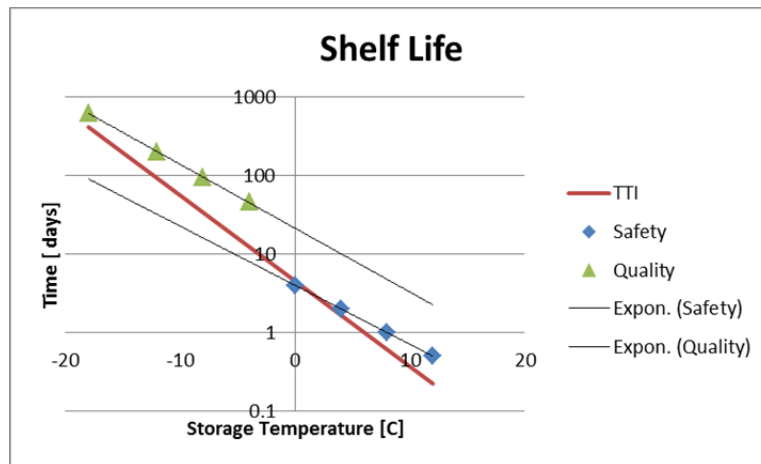 Shelf Life
1000
100
10
1
0.1
-20
-10
0
10
20
Time [ days]
Storage Temperature [C]
TTI
Safety
Quality
Expon. (Safety)
Expon. (Quality)